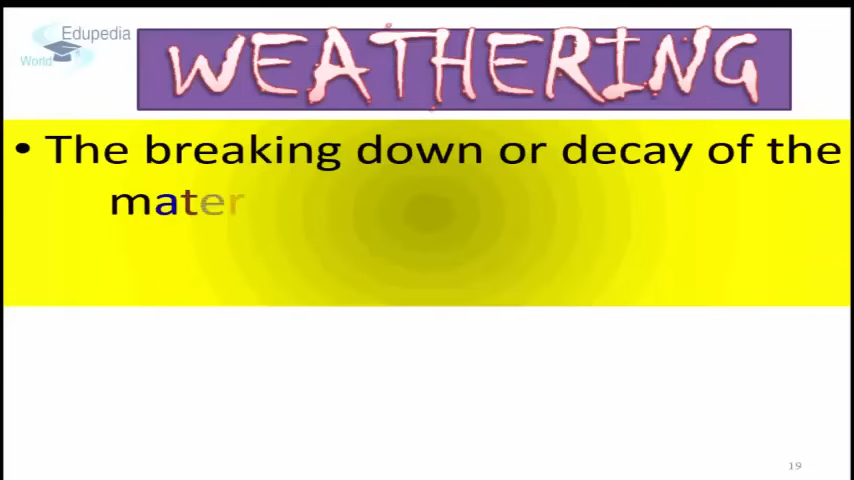 Edupedia
World
WEATHERING
• The breaking down or decay of the
mater
19